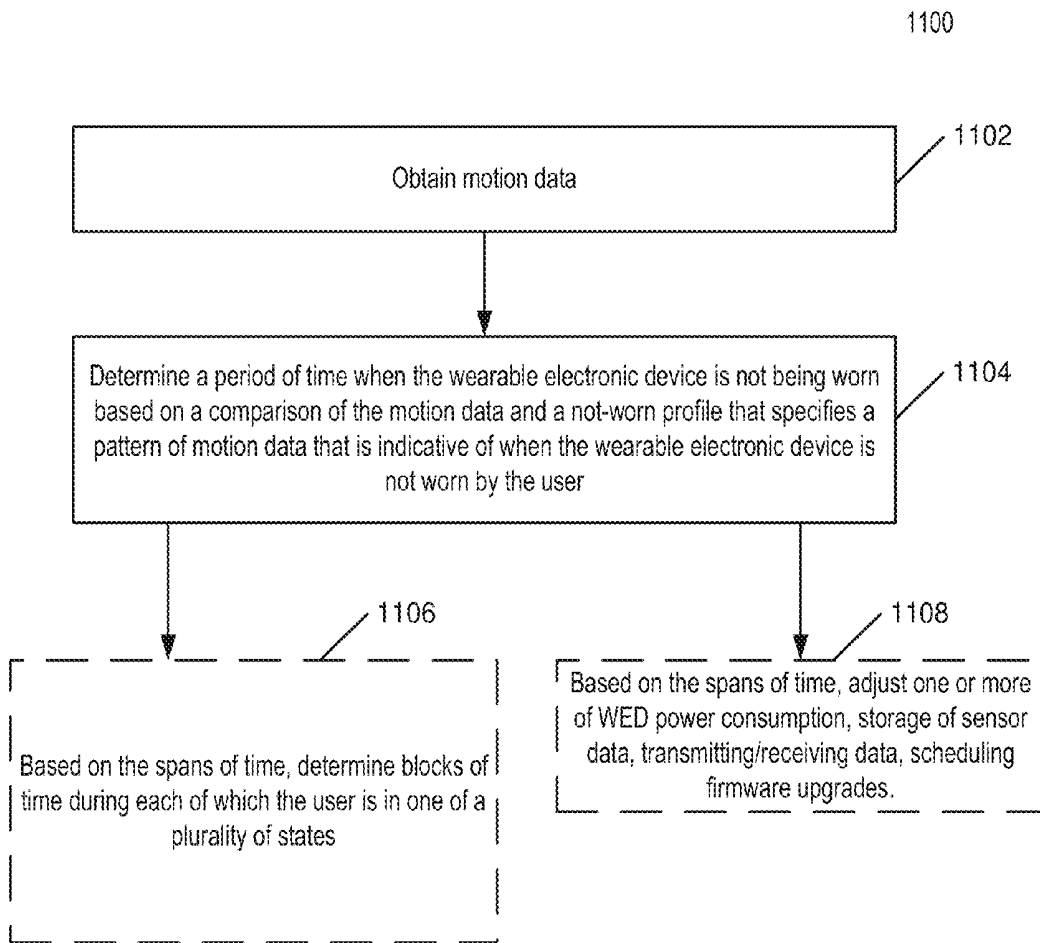 1100
1102
Obtain motion data
1104
Determine a period of time when the wearable electronic device is not being worn
based on a comparison of the motion data and a not-worn profile that specifies a
pattern of motion data that is indicative of when the wearable electronic device is
not worn by the user
1106
1108
Based on the spans of time, determine blocks of
time during each of which the user is in one of a
plurality of states
Based on the spans of time, adjust one or more
of WED power consumption, storage of sensor
data, transmitting/receiving data, scheduling
firmware upgrades.